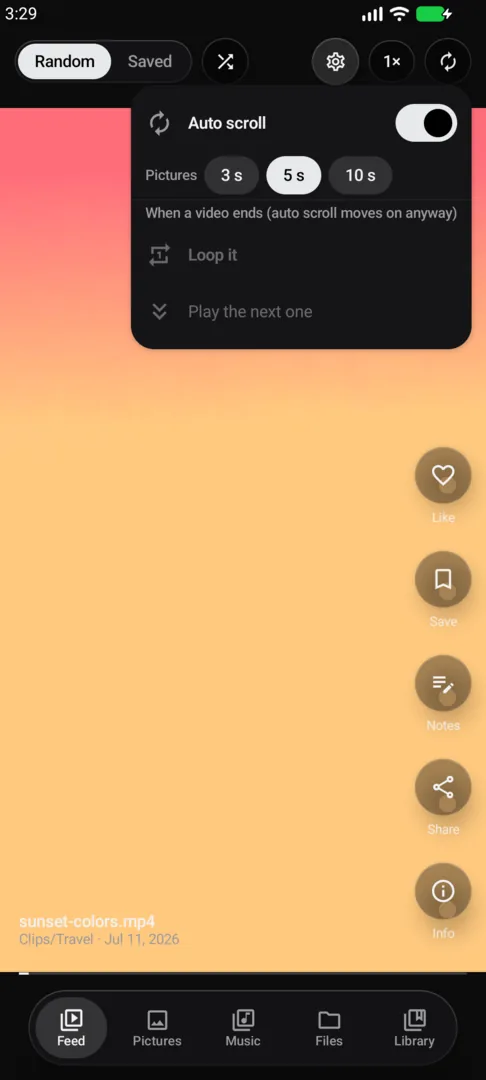 3:29
Random Saved 1×
Auto scroll
Pictures 3 s 5 s 10 s
When a video ends (auto scroll moves on anyway)
1
Loop it
Play the next one
Like
Save
Notes
Share
Info
sunset-colors.mp4
Clips/Travel · Jul 11, 2026
Feed Pictures Music Files Library